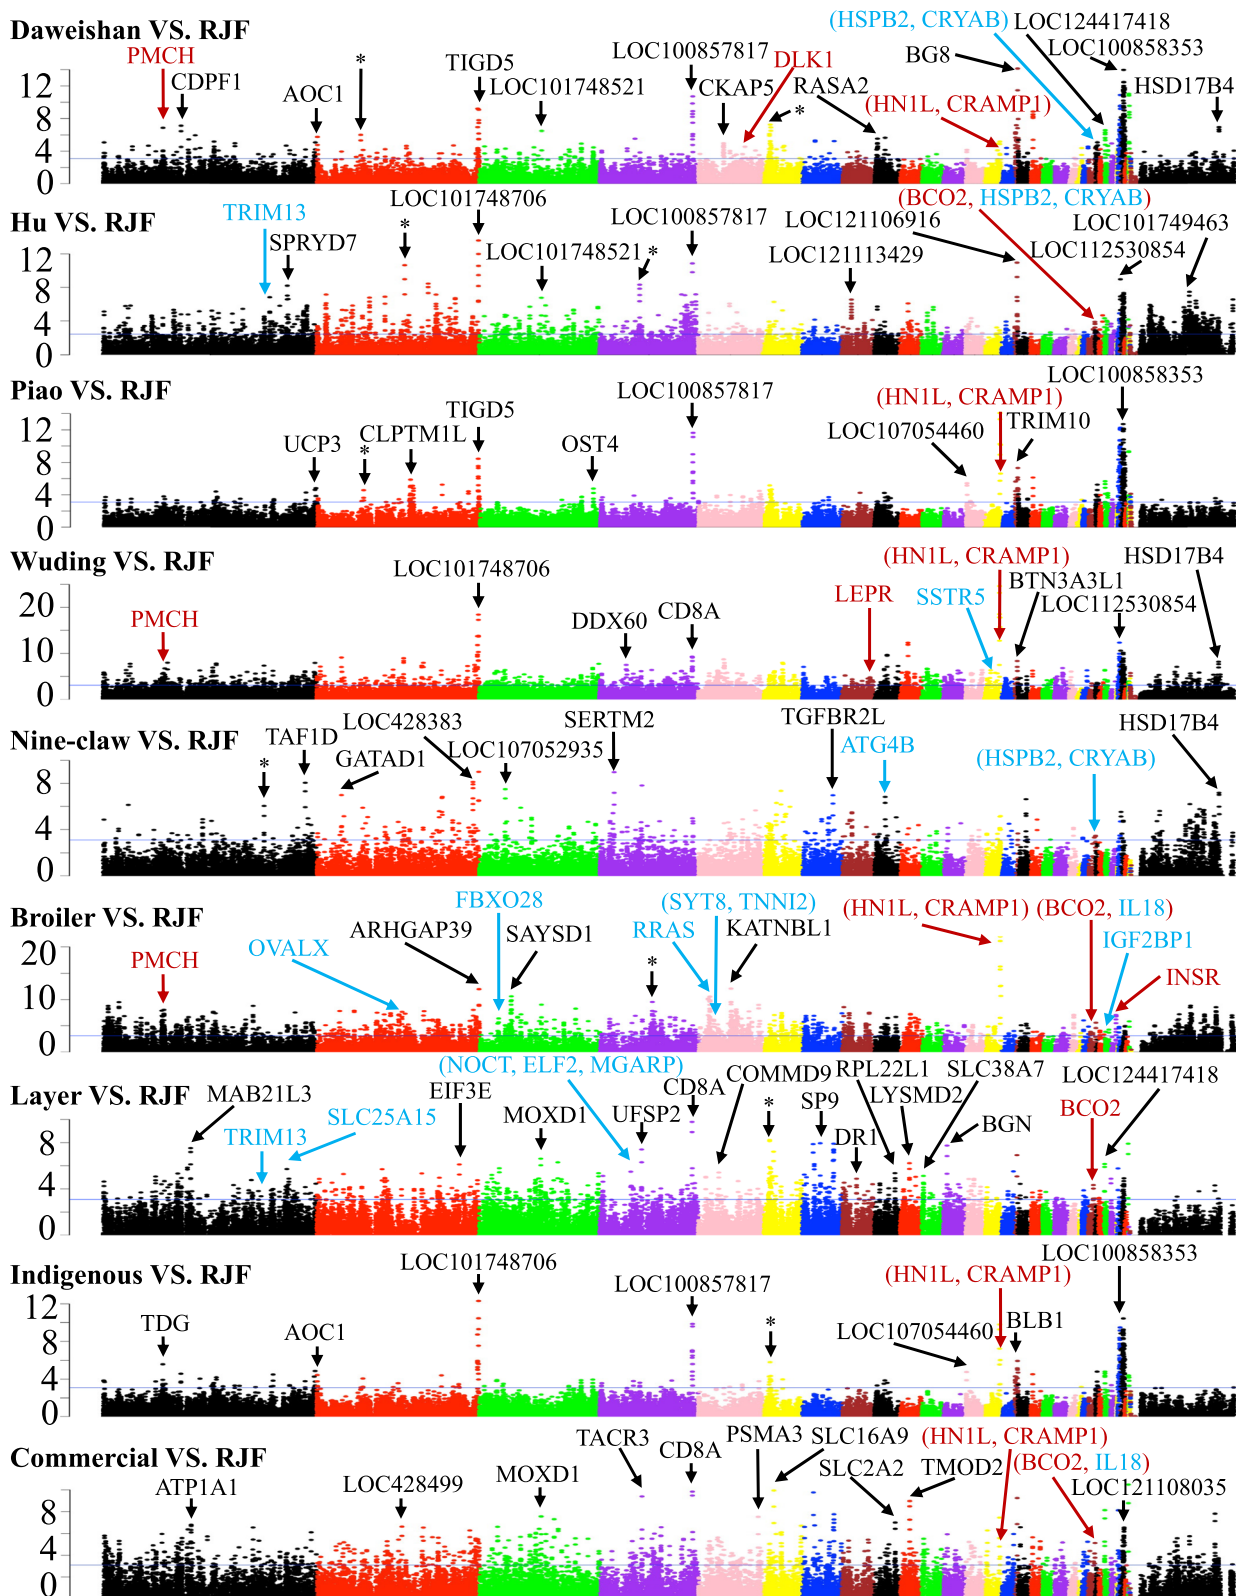 Daweishan VS. RJF
(HSPB2, CRYAB) LOC124417418
PMCH * TIGD5 LOC100857817 DLK1 BG8 LOC100858353
CDPF1 AOC1 LOC101748521 CKAP5 * RASA2 (HN1L, CRAMP1) HSD17B4
12
8
4
0
Hu VS. RJF
LOC101748706 (BCO2, HSPB2, CRYAB)
TRIM13 * LOC100857817 LOC121106916 LOC101749463
SPRYD7 LOC101748521 * LOC121113429 LOC112530854
12
8
4
0
Piao VS. RJF
LOC100858353
LOC100857817 (HN1L, CRAMP1)
TIGD5 TRIM10
UCP3 * CLPTM1L OST4 LOC107054460
12
8
4
0
Wuding VS. RJF
(HN1L, CRAMP1) HSD17B4
LOC101748706 LEPR SSTR5 BTN3A3L1
PMCH DDX60 CD8A LOC112530854
20
10
0
Nine-claw VS. RJF
LOC428383 SERTM2 TGFBR2L HSD17B4
* TAF1D GATAD1 LOC107052935 ATG4B (HSPB2, CRYAB)
8
4
0
Broiler VS. RJF
FBXO28 (SYT8, TNNI2) (HN1L, CRAMP1) (BCO2, IL18)
ARHGAP39 SAYSD1 RRAS KATNBL1 IGF2BP1
PMCH OVALX * INSR
20
10
0
Layer VS. RJF
(NOCT, ELF2, MGARP) COMMD9 RPL22L1 SLC38A7
MAB21L3 EIF3E CD8A LYSMD2 LOC124417418
SLC25A15 MOXD1 UFSP2 * SP9 BCO2
TRIM13 DR1 BGN
8
4
0
Indigenous VS. RJF
LOC100858353
LOC101748706 LOC100857817 (HN1L, CRAMP1)
TDG AOC1 * LOC107054460 BLB1
12
8
4
0
Commercial VS. RJF
TACR3 CD8A PSMA3 SLC16A9 (HN1L, CRAMP1)
ATP1A1 LOC428499 MOXD1 SLC2A2 TMOD2 (BCO2, IL18)
LOC121108035
8
4
0